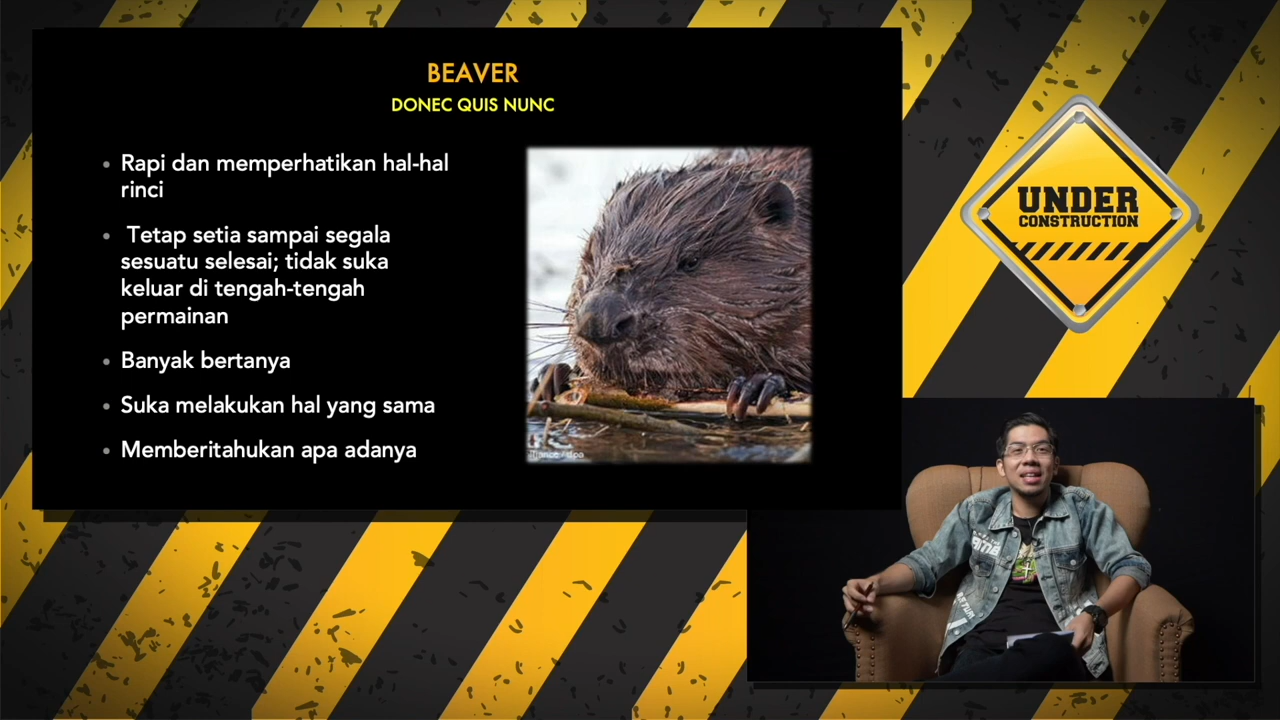 BEAVER
DONEC QUIS NUNC
Rapi dan memperhatikan hal-hal
rinci
Tetap setia sampai segala
sesuatu selesai; tidak suka
keluar di tengah-tengah
permainan
Banyak bertanya
Suka melakukan hal yang sama
Memberitahukan apa adanya
UNDER
CONSTRUCTION